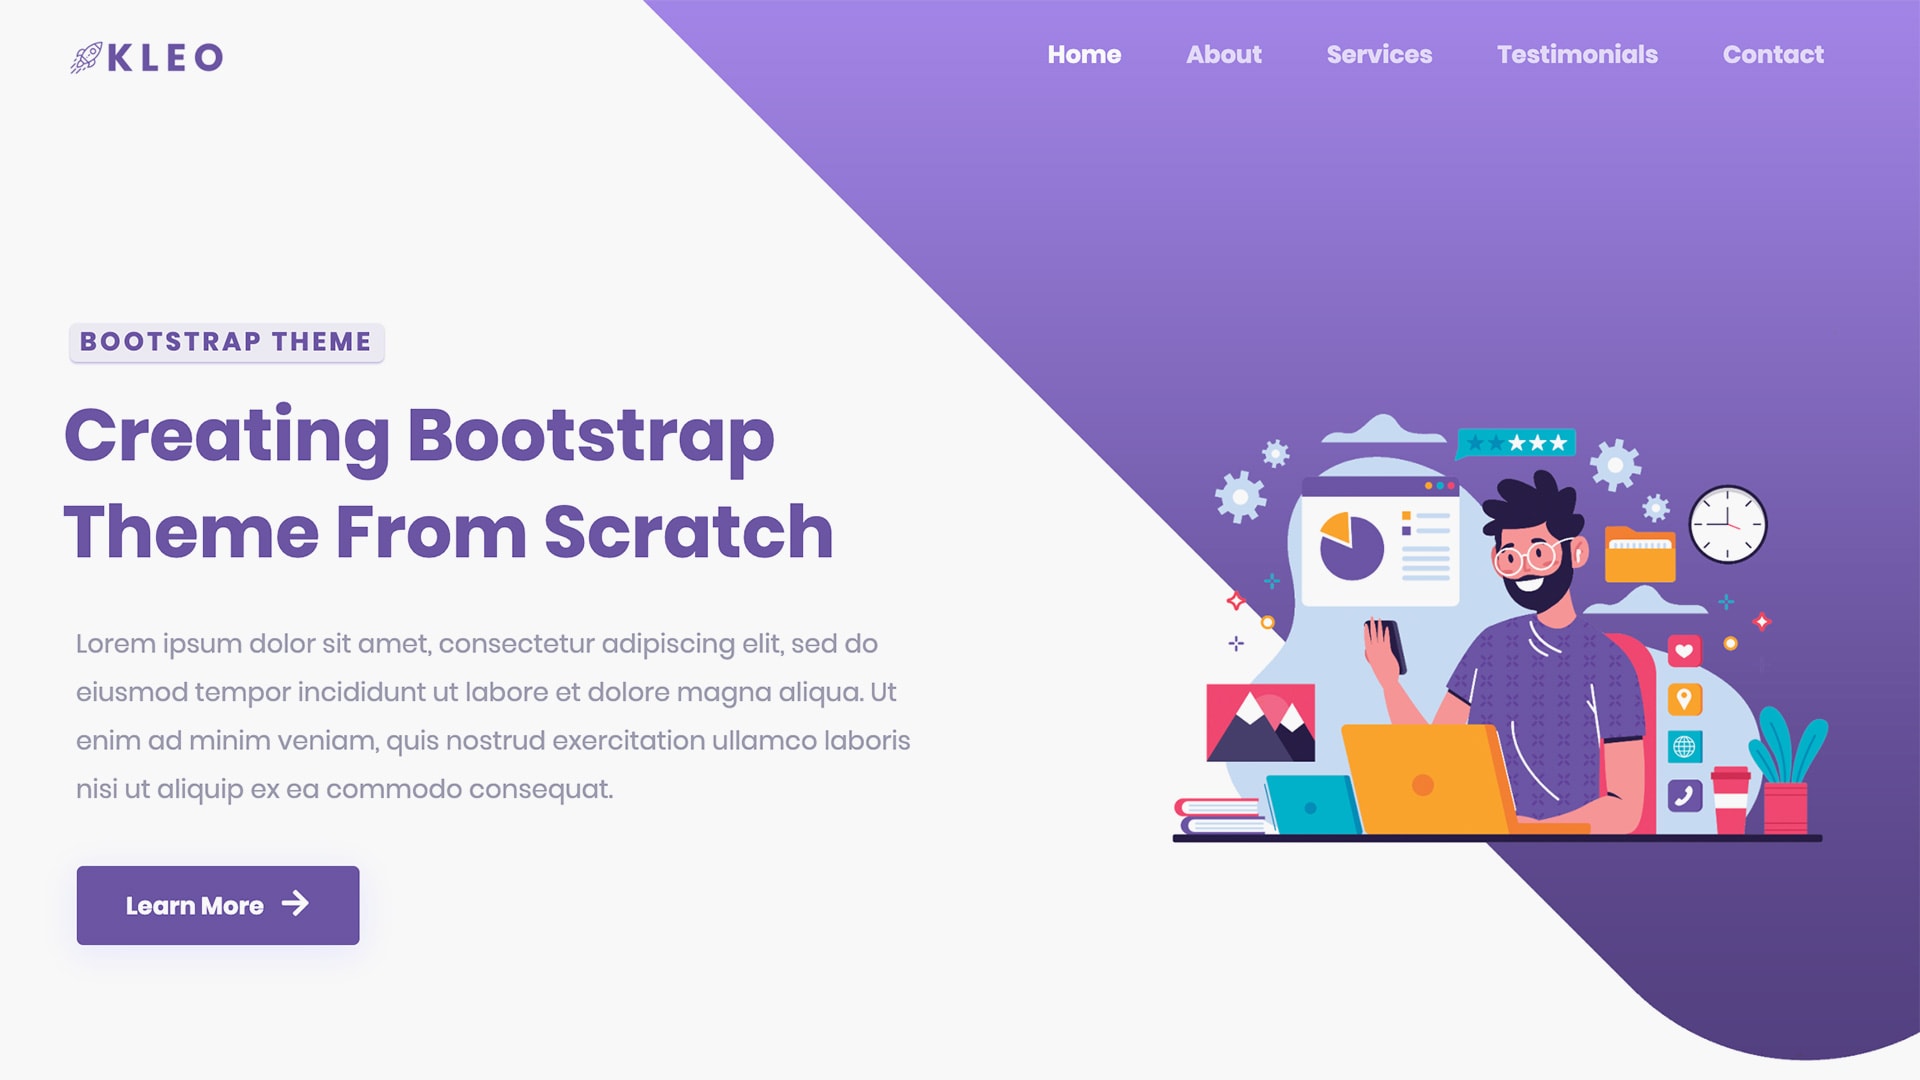 KLEO
Home About Services Testimonials Contact
BOOTSTRAP THEME
Creating Bootstrap
Theme From Scratch
Lorem ipsum dolor sit amet, consectetur adipiscing elit, sed do
eiusmod tempor incididunt ut labore et dolore magna aliqua. Ut
enim ad minim veniam, quis nostrud exercitation ullamco laboris
nisi ut aliquip ex ea commodo consequat.
Learn More